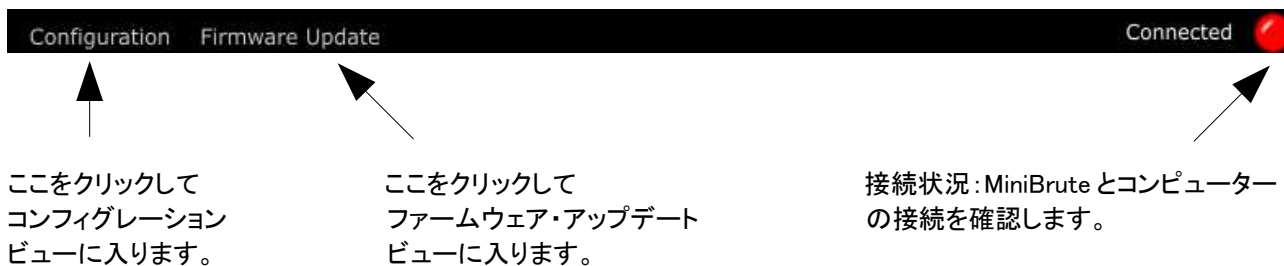 Configuration Firmware Update Connected
ここをクリックして
コンフィグレーション
ビューに入ります。
ここをクリックして
ファームウェア・アップデート
ビューに入ります。
接続状況：MiniBrute とコンピューター
の接続を確認します。